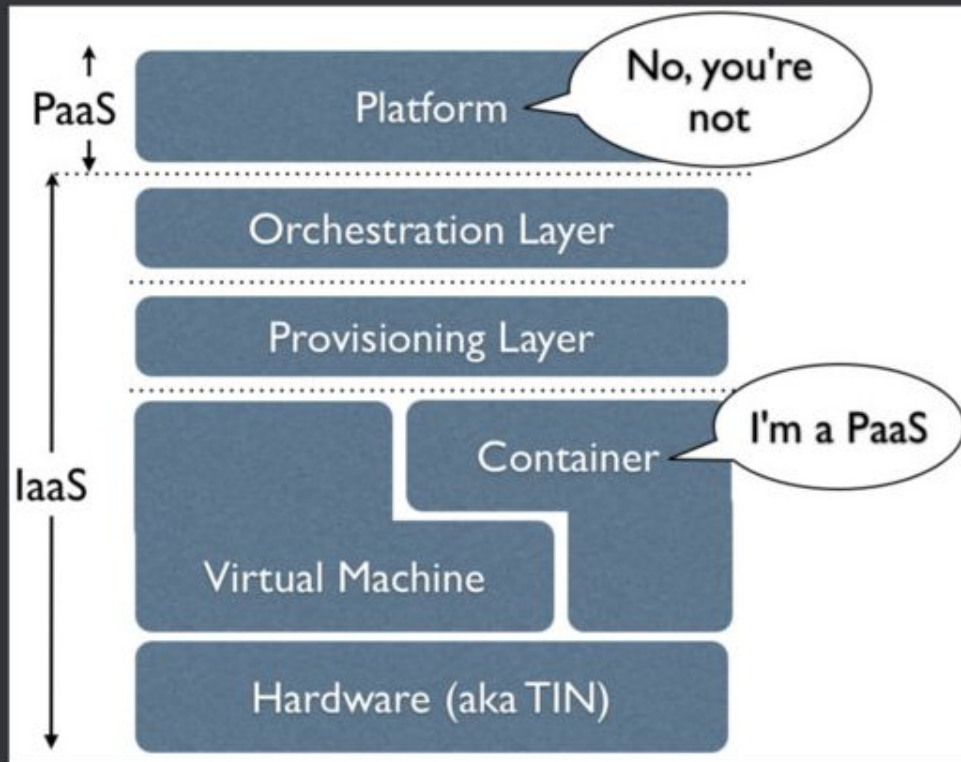 No, you're
not
PaaS
Platform
Orchestration Layer
Provisioning Layer
I'm a PaaS
Container
IaaS
Virtual Machine
Hardware (aka TIN)